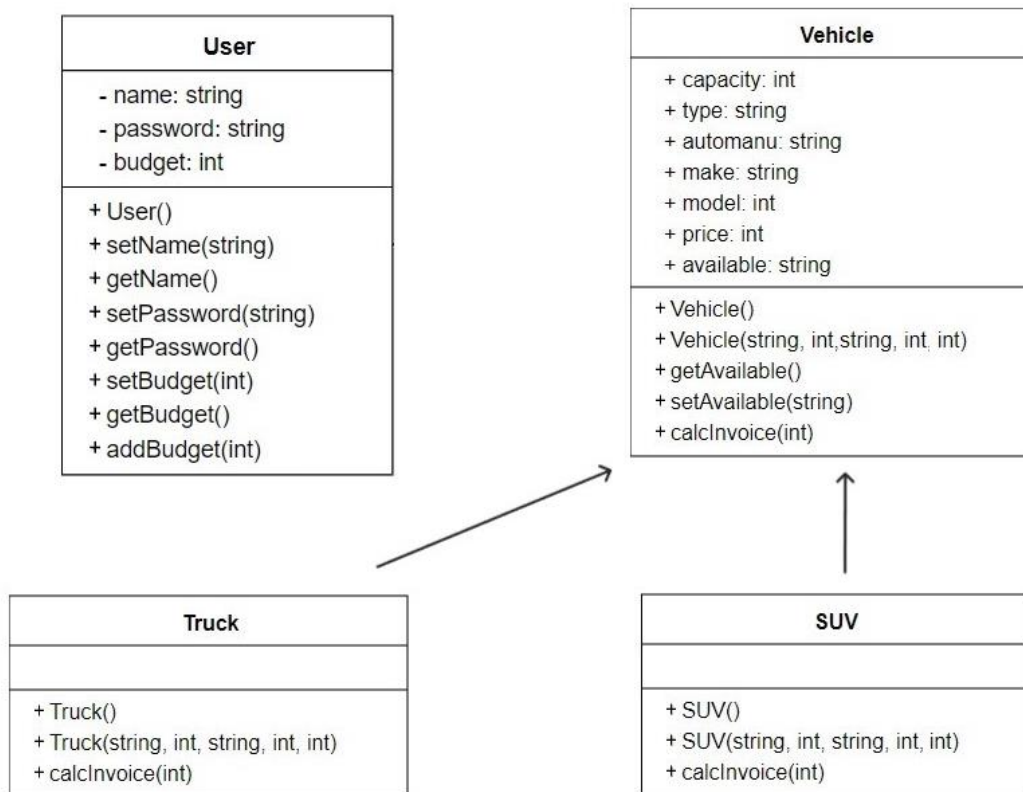 User
- name: string
- password: string
- budget: int
+ User()
+ setName(string)
+ getName()
+ setPassword(string)
+ getPassword()
+ setBudget(int)
+ getBudget()
+ addBudget(int)
Vehicle
+ capacity: int
+ type: string
+ automanu: string
+ make: string
+ model: int
+ price: int
+ available: string
+ Vehicle()
+ Vehicle(string, int,string, int, int)
+ getAvailable()
+ setAvailable(string)
+ calcInvoice(int)
Truck
+ Truck()
+ Truck(string, int, string, int, int)
+ calcInvoice(int)
SUV
+ SUV()
+ SUV(string, int, string, int, int)
+ calcInvoice(int)